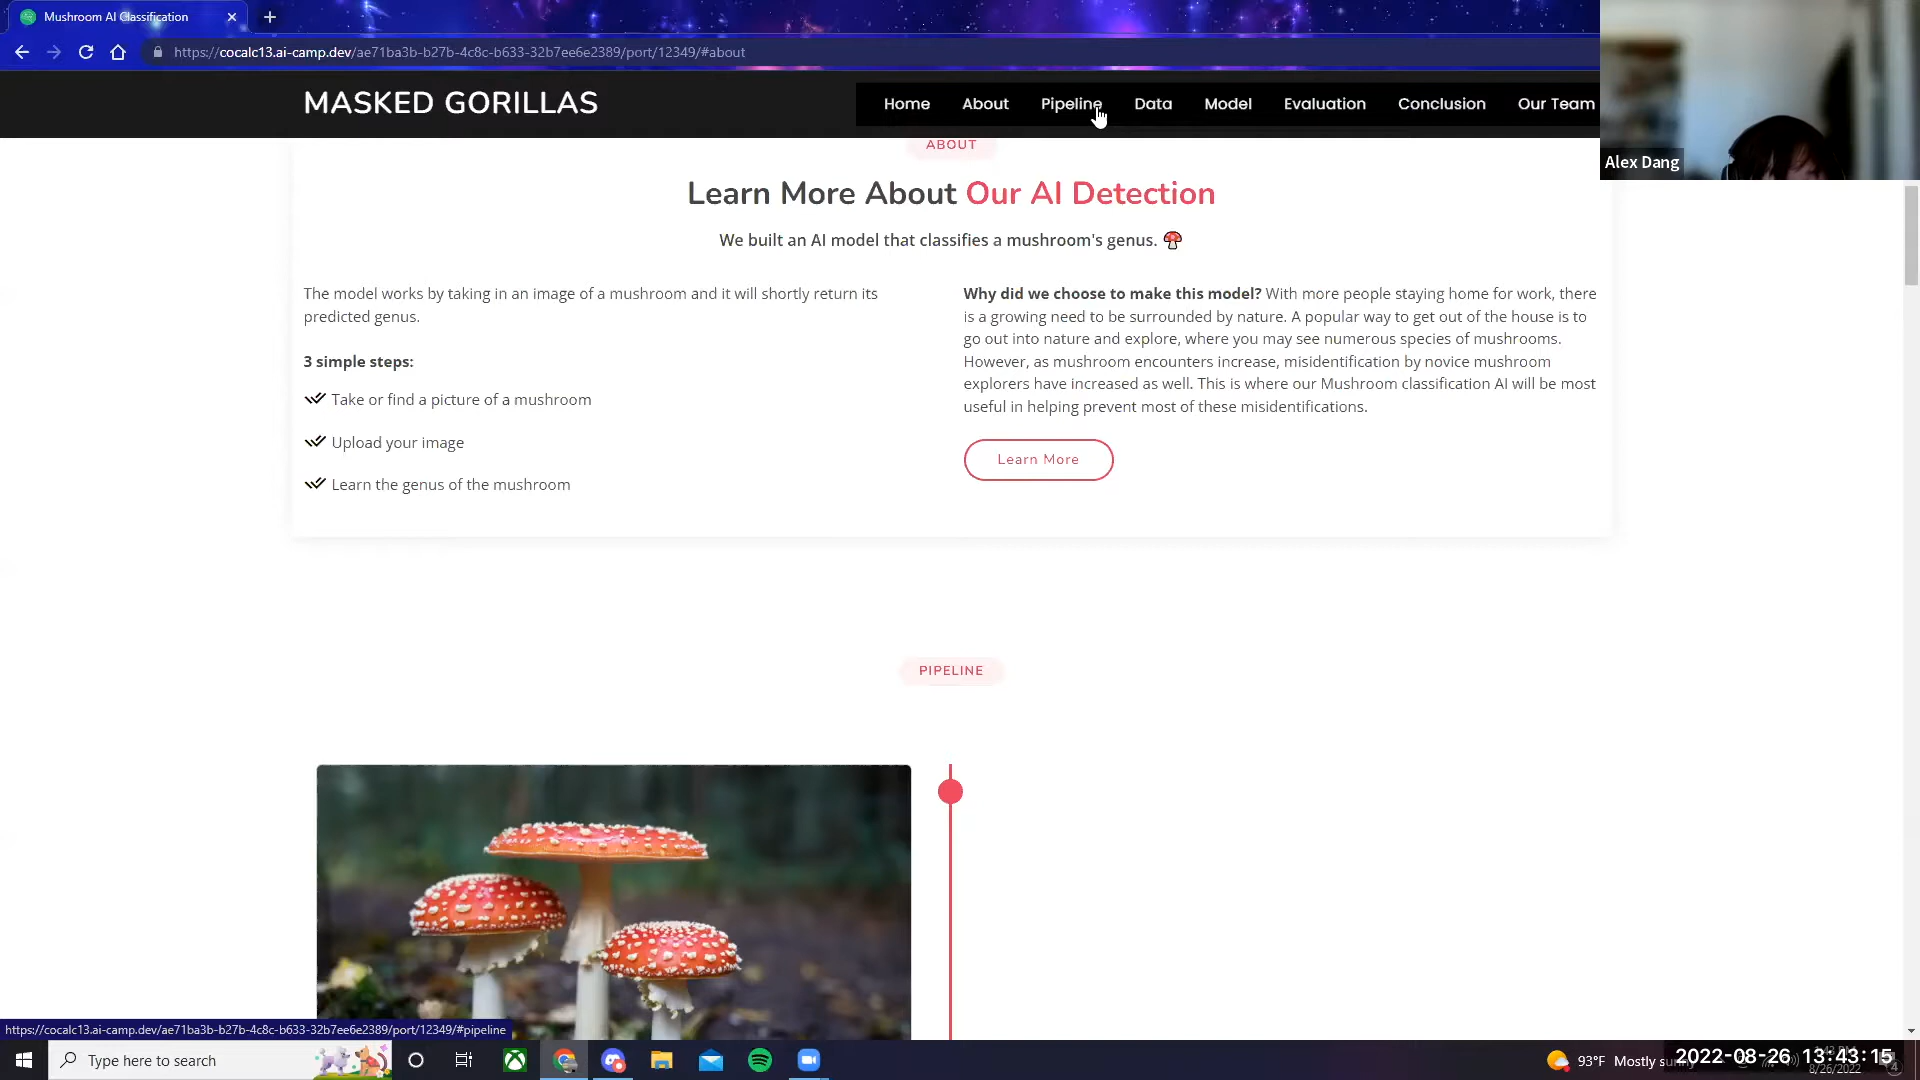 Mushroom AI Classification
https://cocalc13.ai-camp.dev/ae71ba3b-b27b-4c8c-b633-32b7ee6e2389/port/12349/#about
MASKED GORILLAS
Home About Pipeline Data Model Evaluation Conclusion Our Team
Alex Dang
ABOUT
Learn More About Our AI Detection
We built an AI model that classifies a mushroom's genus. 🍄
The model works by taking in an image of a mushroom and it will shortly return its
predicted genus.
3 simple steps:
Take or find a picture of a mushroom
Upload your image
Learn the genus of the mushroom
Why did we choose to make this model? With more people staying home for work, there
is a growing need to be surrounded by nature. A popular way to get out of the house is to
go out into nature and explore, where you may see numerous species of mushrooms.
However, as mushroom encounters increase, misidentification by novice mushroom
explorers have increased as well. This is where our Mushroom classification AI will be most
useful in helping prevent most of these misidentifications.
Learn More
PIPELINE
https://cocalc13.ai-camp.dev/ae71ba3b-b27b-4c8c-b633-32b7ee6e2389/port/12349/#pipeline
Type here to search
93°F Mostly sunny
2022-08-26 13:43:15
8/26/2022